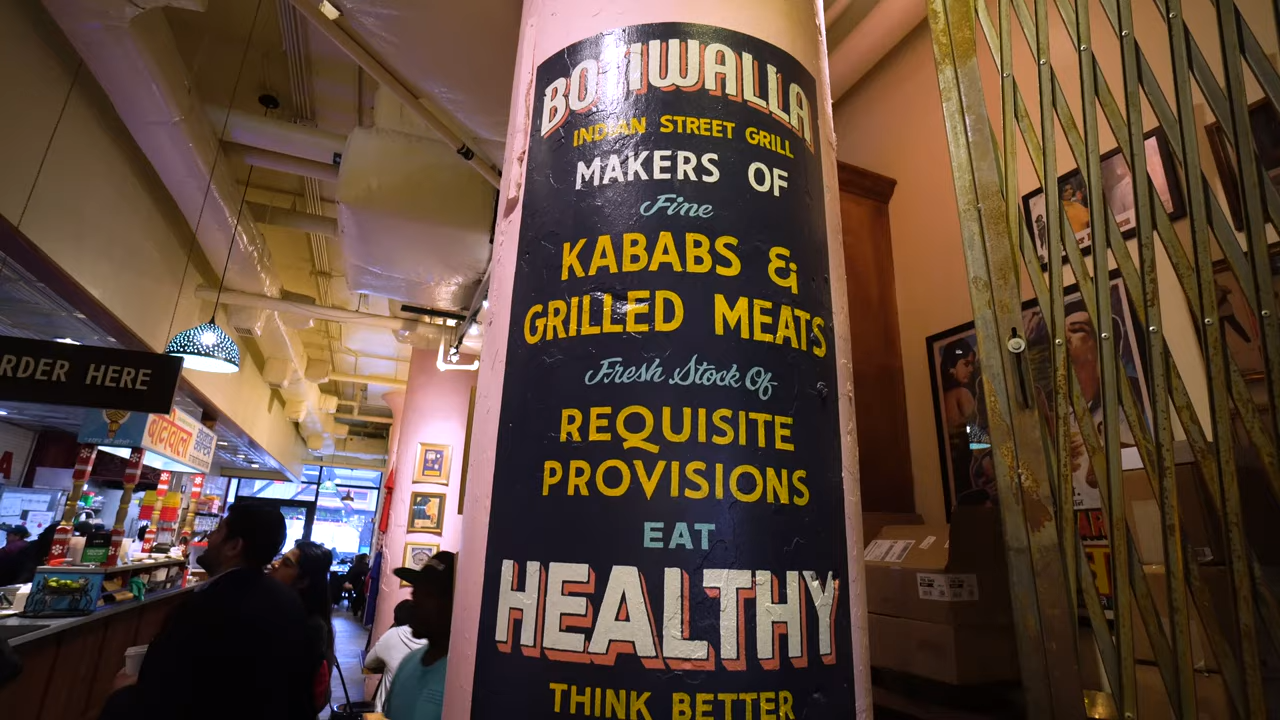 BOTIWALLA
INDIAN STREET GRILL
MAKERS OF
Fine
KABABS &
GRILLED MEATS
Fresh Stock Of
REQUISITE
PROVISIONS
EAT
HEALTHY
THINK BETTER
ORDER HERE
बोटीवाला